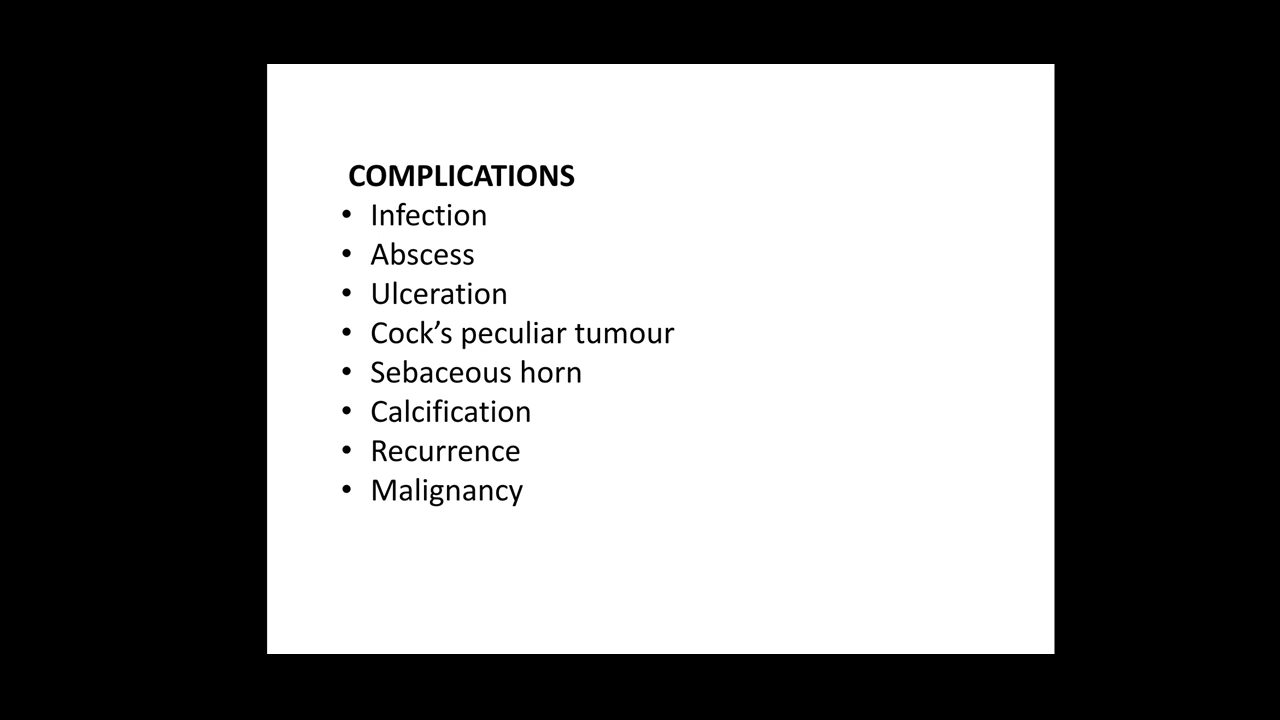 COMPLICATIONS
• Infection
• Abscess
• Ulceration
• Cock’s peculiar tumour
• Sebaceous horn
• Calcification
• Recurrence
• Malignancy